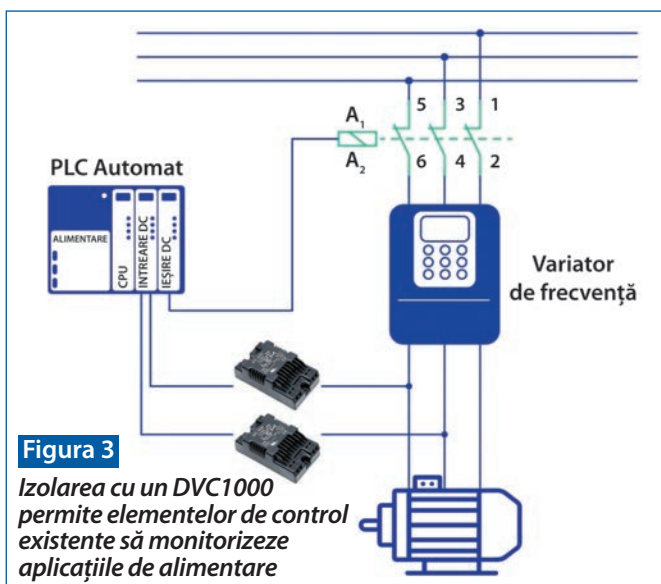 5 3 1
A1
A2
6 4 2
PLC Automat
ALIMENTARE
CPU
INTREARE DC
IEȘIRE DC
Variator
de frecvență
Figura 3
Izolarea cu un DVC1000
permite elementelor de control
existente să monitorizeze
aplicațiile de alimentare